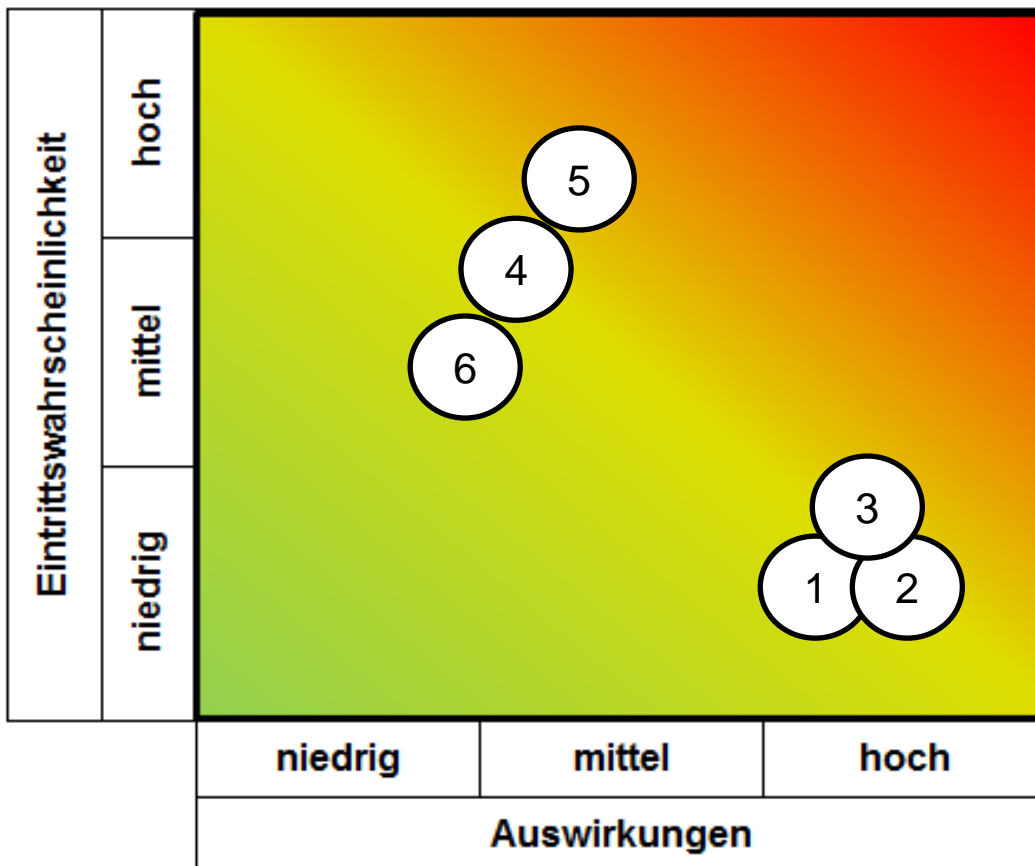 Eintrittswahrscheinlichkeit
hoch
mittel
niedrig
5
4
6
3
1
2
niedrig
mittel
hoch
Auswirkungen